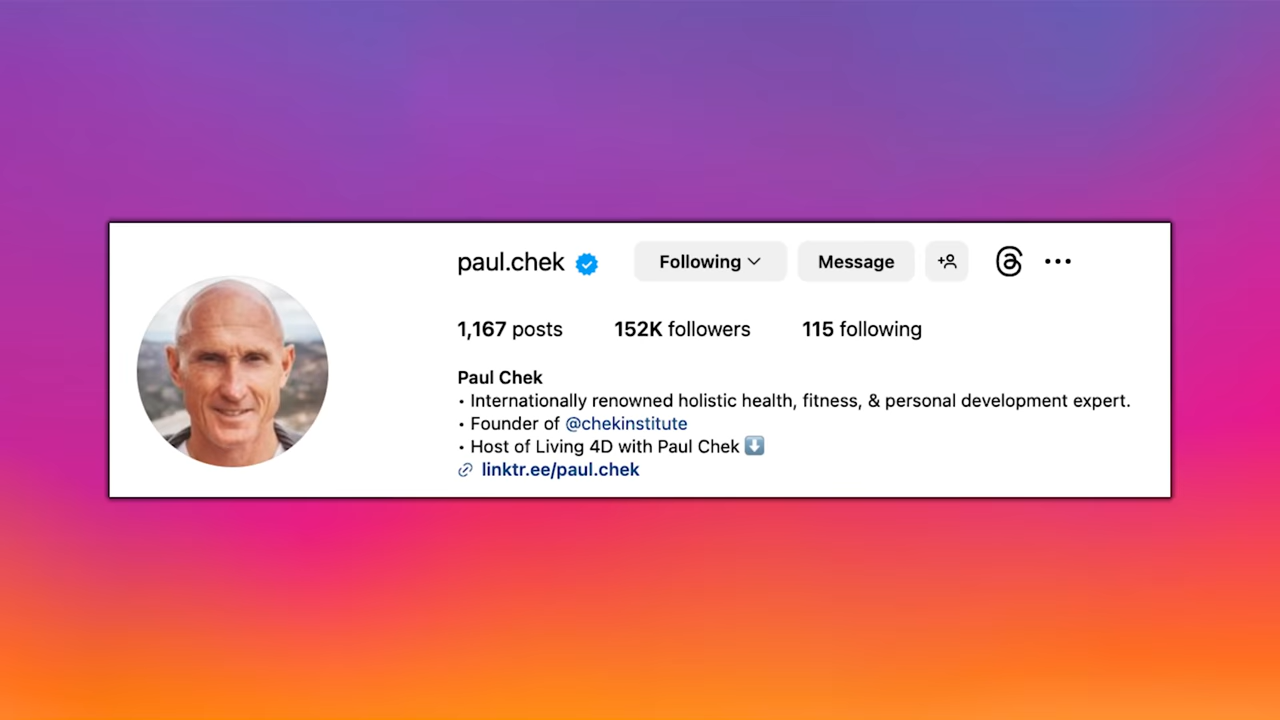 paul.chek Following Message
1,167 posts 152K followers 115 following
Paul Chek
• Internationally renowned holistic health, fitness, & personal development expert.
• Founder of @chekinstitute
• Host of Living 4D with Paul Chek ⬇️
linktr.ee/paul.chek